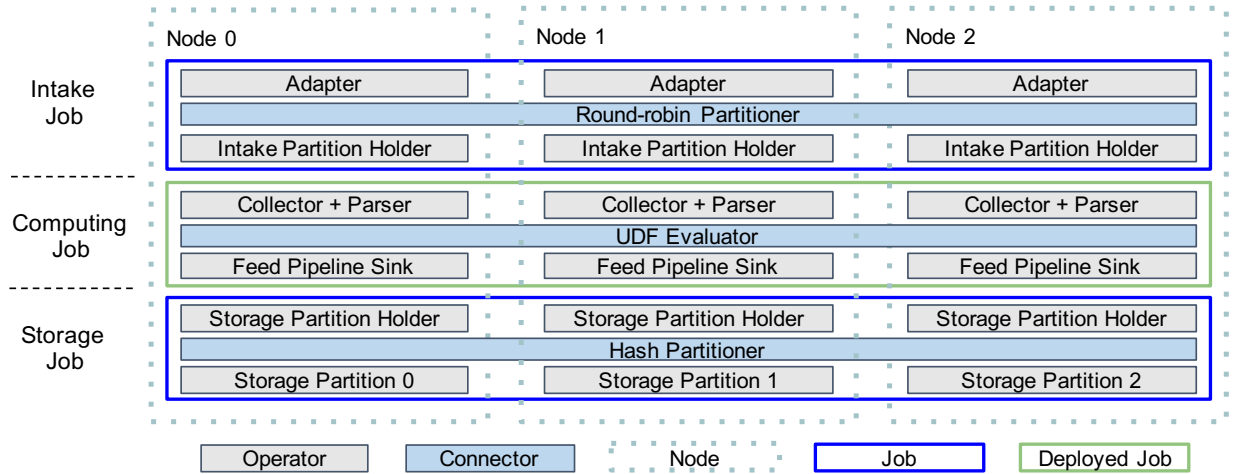 Node 0
Node 1
Node 2
Intake
Job
Adapter
Adapter
Adapter
Round-robin Partitioner
Intake Partition Holder
Intake Partition Holder
Intake Partition Holder
Computing
Job
Collector + Parser
Collector + Parser
Collector + Parser
UDF Evaluator
Feed Pipeline Sink
Feed Pipeline Sink
Feed Pipeline Sink
Storage
Job
Storage Partition Holder
Storage Partition Holder
Storage Partition Holder
Hash Partitioner
Storage Partition 0
Storage Partition 1
Storage Partition 2
Operator
Connector
Node
Job
Deployed Job